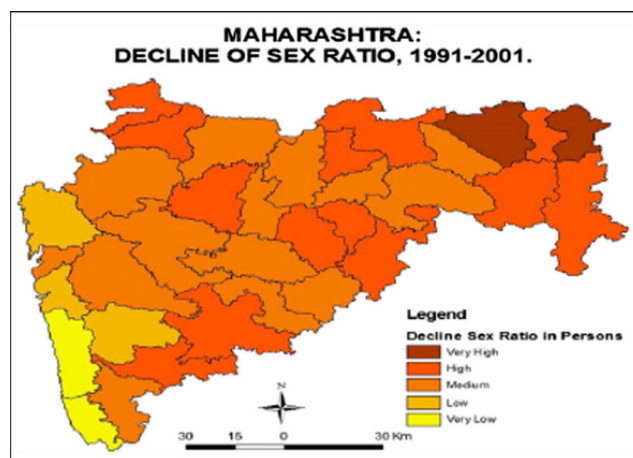 MAHARASHTRA:
DECLINE OF SEX RATIO, 1991-2001.
Legend
Decline Sex Ratio in Persons
Very High
High
Medium
Low
Very Low
N
30 15 0 30 Km